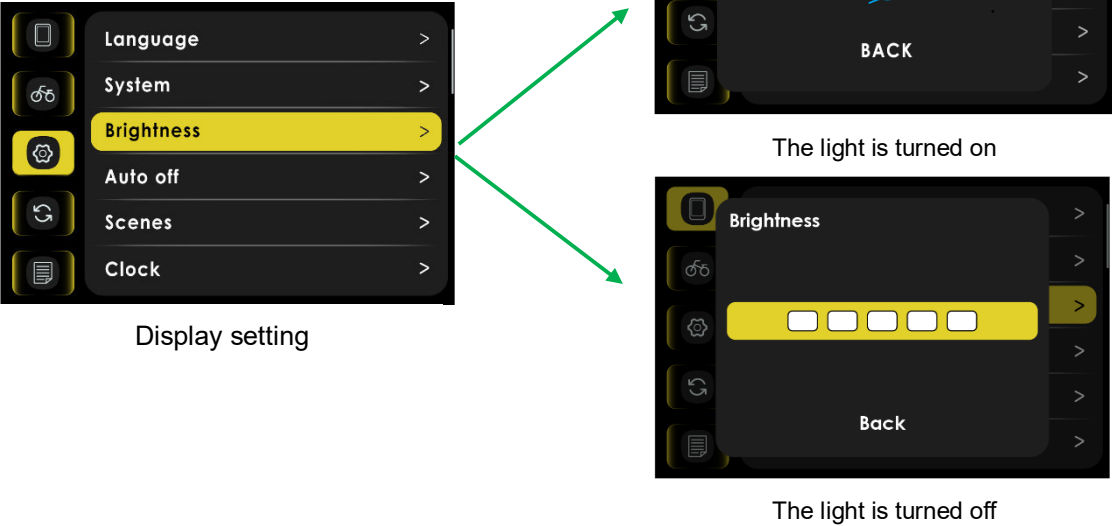 Language >
System >
Brightness >
Auto off >
Scenes >
Clock >
Display setting
>
BACK
>
The light is turned on
Brightness
>
>
>
>
>
Back
>
The light is turned off